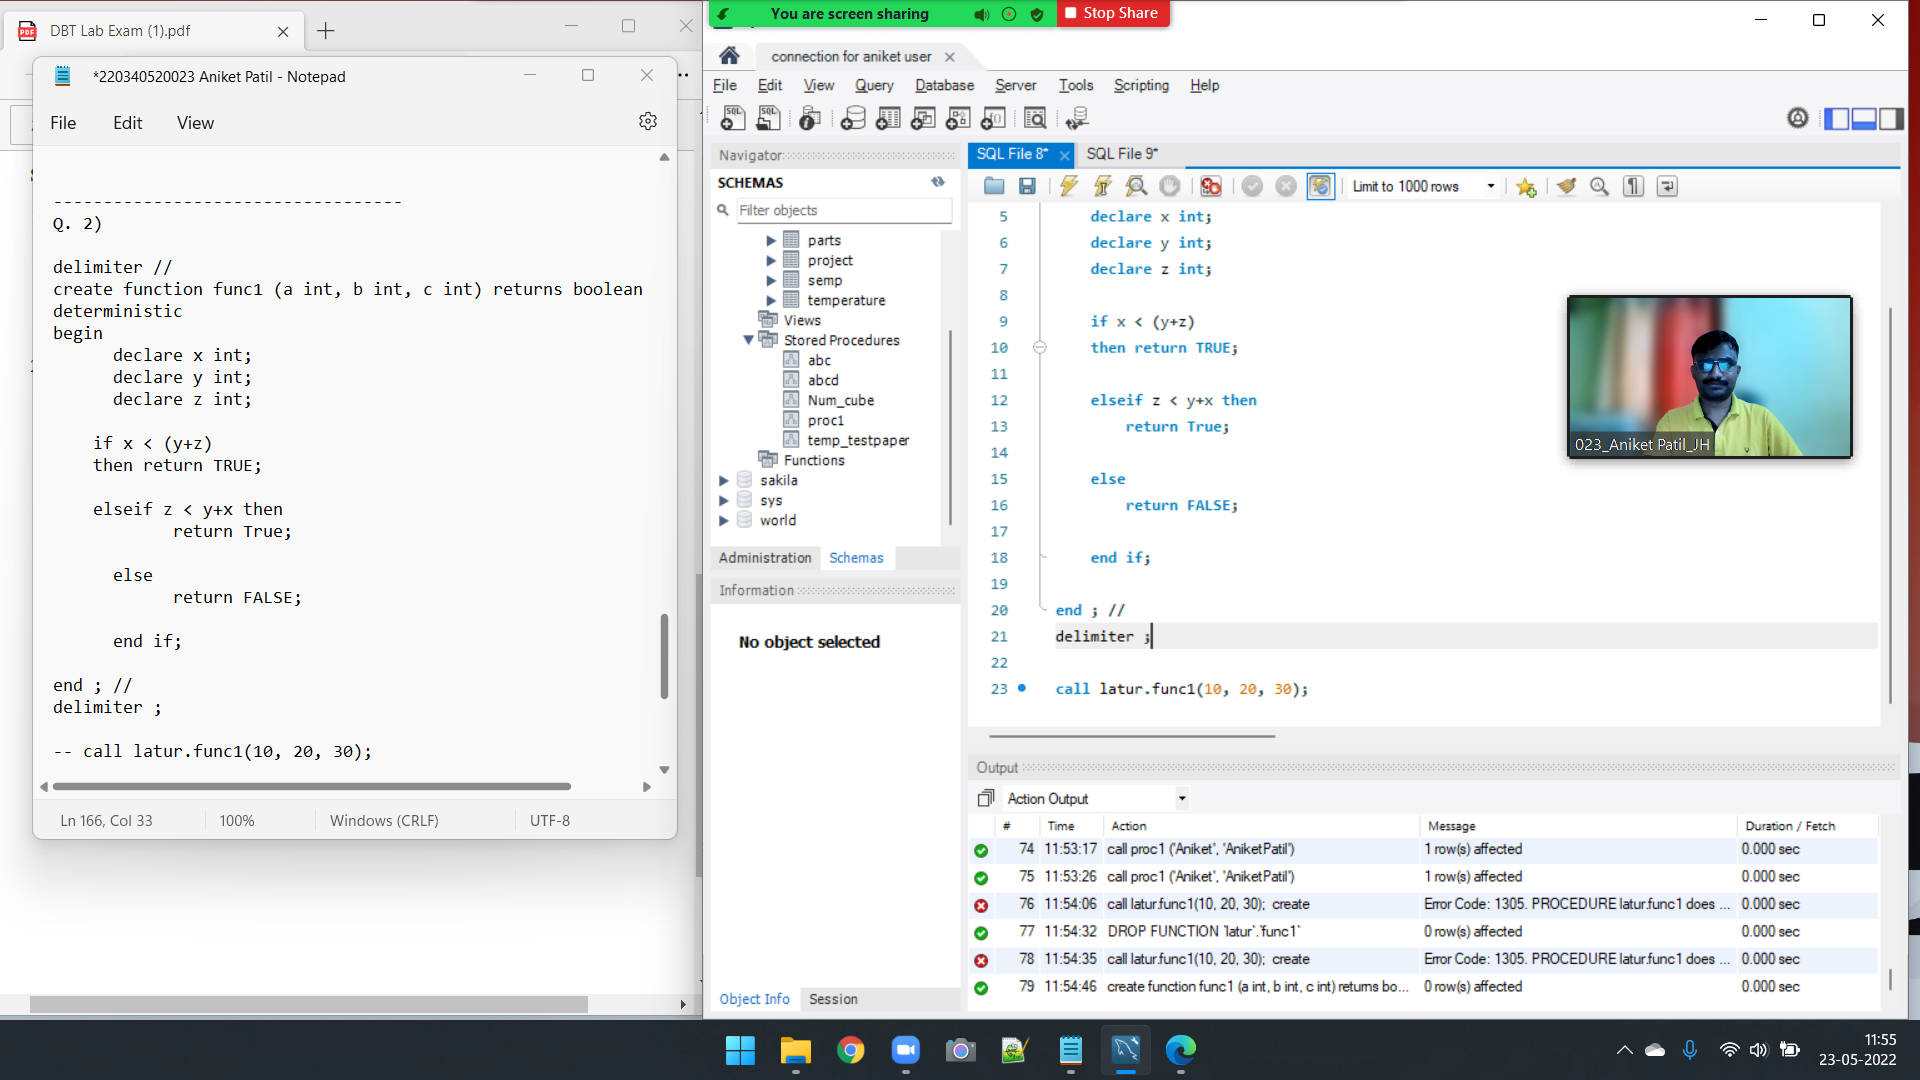 DBT Lab Exam (1).pdf
*220340520023 Aniket Patil - Notepad
File Edit View
-----------------------------------
Q. 2)
delimiter //
create function func1 (a int, b int, c int) returns boolean
deterministic
begin
declare x int;
declare y int;
declare z int;
if x < (y+z)
then return TRUE;
elseif z < y+x then
return True;
else
return FALSE;
end if;
end ; //
delimiter ;
-- call latur.func1(10, 20, 30);
Ln 166, Col 33 100% Windows (CRLF) UTF-8
You are screen sharing Stop Share
connection for aniket user
File Edit View Query Database Server Tools Scripting Help
Navigator
SCHEMAS
Filter objects
parts
project
semp
temperature
Views
Stored Procedures
abc
abcd
Num_cube
proc1
temp_testpaper
Functions
sakila
sys
world
Administration Schemas
Information
No object selected
Object Info Session
SQL File 8* SQL File 9*
Limit to 1000 rows
5 declare x int;
6 declare y int;
7 declare z int;
8
9 if x < (y+z)
10 then return TRUE;
11
12 elseif z < y+x then
13 return True;
14
15 else
16 return FALSE;
17
18 end if;
19
20 end ; //
21 delimiter ;
22
23 call latur.func1(10, 20, 30);
023_Aniket Patil_JH
Output
Action Output
# Time Action Message Duration / Fetch
74 11:53:17 call proc1 ('Aniket', 'AniketPatil') 1 row(s) affected 0.000 sec
75 11:53:26 call proc1 ('Aniket', 'AniketPatil') 1 row(s) affected 0.000 sec
76 11:54:06 call latur.func1(10, 20, 30); create Error Code: 1305. PROCEDURE latur.func1 does ... 0.000 sec
77 11:54:32 DROP FUNCTION `latur`.`func1` 0 row(s) affected 0.000 sec
78 11:54:35 call latur.func1(10, 20, 30); create Error Code: 1305. PROCEDURE latur.func1 does ... 0.000 sec
79 11:54:46 create function func1 (a int, b int, c int) returns bo... 0 row(s) affected 0.000 sec
11:55
23-05-2022